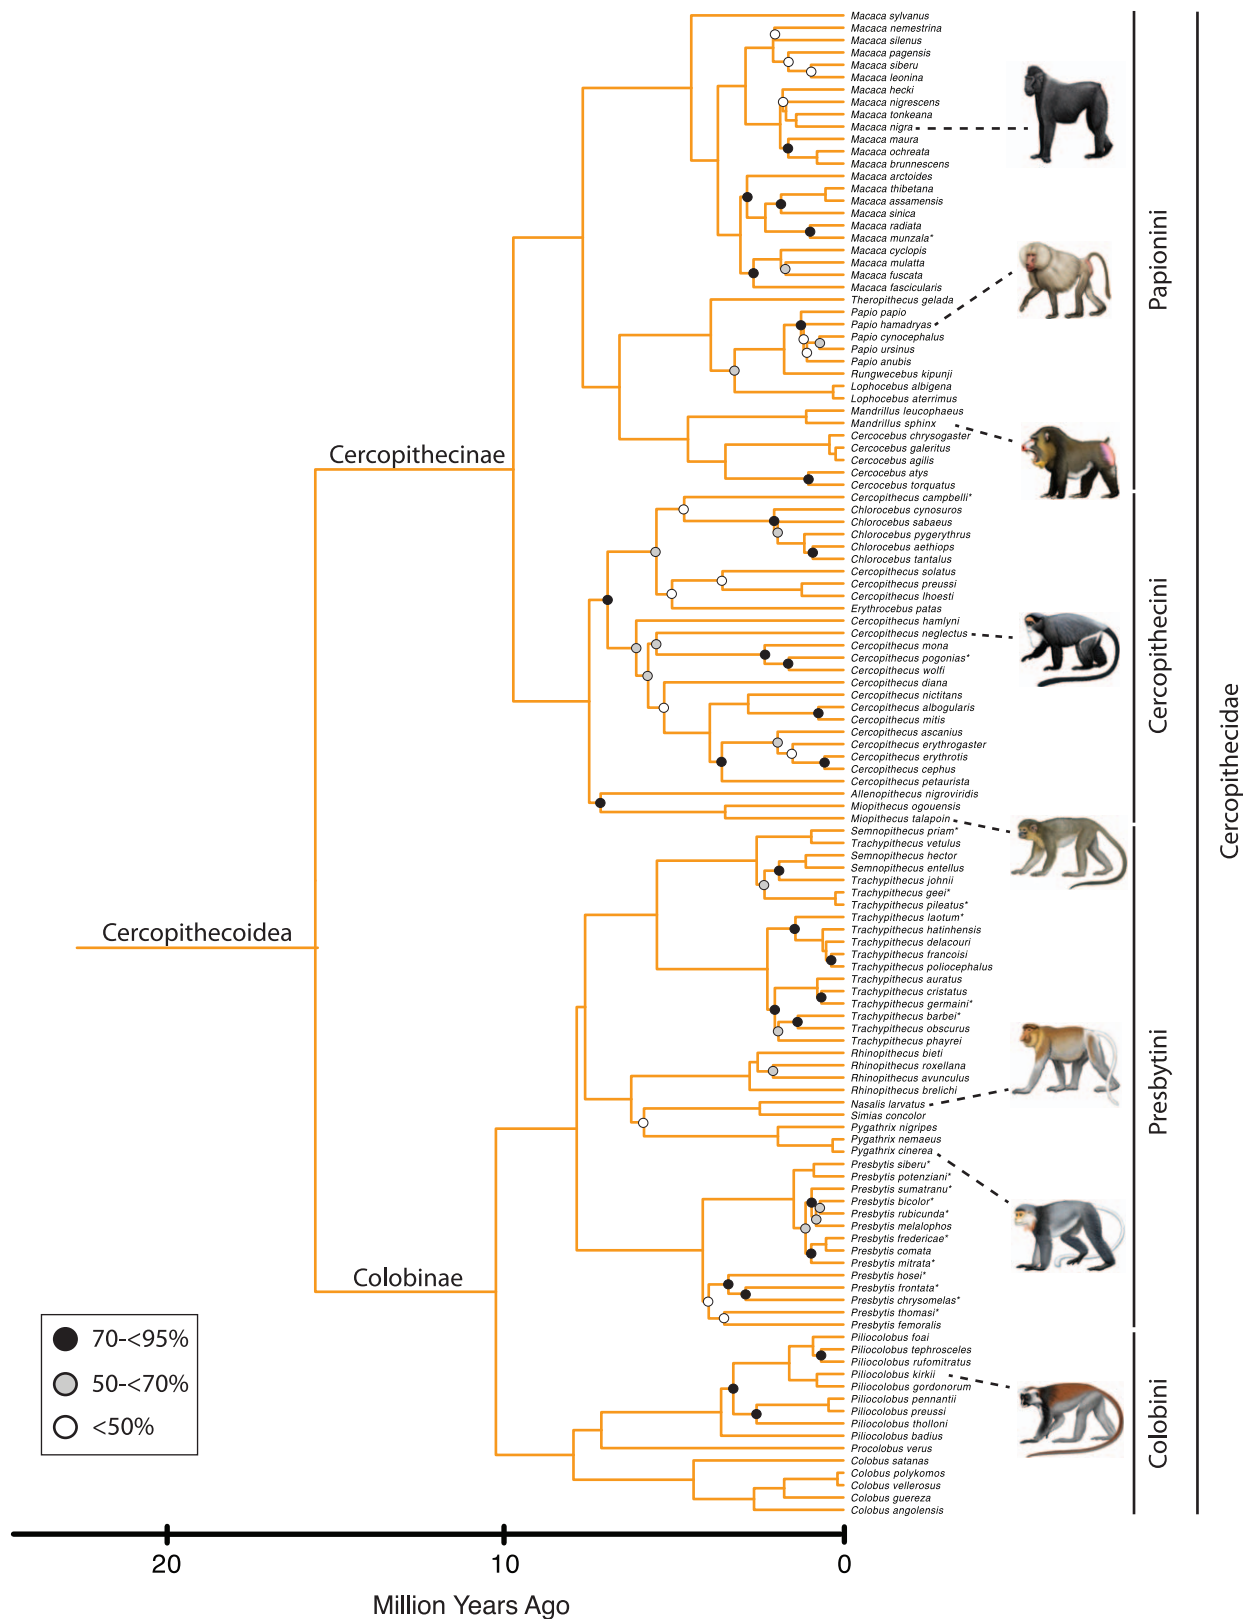 Macaca sylvanus
Macaca nemestrina
Macaca silenus
Macaca pagensis
Macaca siberu
Macaca leonina
Macaca hecki
Macaca nigrescens
Macaca tonkeana
Macaca nigra
Macaca maura
Macaca ochreata
Macaca brunnescens
Macaca arctoides
Macaca thibetana
Macaca assamensis
Macaca sinica
Macaca radiata
Macaca munzala*
Macaca cyclopis
Macaca mulatta
Macaca fuscata
Macaca fascicularis
Theropithecus gelada
Papio papio
Papio hamadryas
Papio cynocephalus
Papio ursinus
Papio anubis
Rungwecebus kipunji
Lophocebus albigena
Lophocebus aterrimus
Mandrillus leucophaeus
Mandrillus sphinx
Cercocebus chrysogaster
Cercocebus galeritus
Cercocebus agilis
Cercocebus atys
Cercocebus torquatus
Papionini
Cercopithecinae
Cercopithecus campbelli*
Chlorocebus cynosuros
Chlorocebus sabaeus
Chlorocebus pygerythrus
Chlorocebus aethiops
Chlorocebus tantalus
Cercopithecus solatus
Cercopithecus preussi
Cercopithecus lhoesti
Erythrocebus patas
Cercopithecus hamlyni
Cercopithecus neglectus
Cercopithecus mona
Cercopithecus pogonias*
Cercopithecus wolfi
Cercopithecus diana
Cercopithecus nictitans
Cercopithecus albogularis
Cercopithecus mitis
Cercopithecus ascanius
Cercopithecus erythrogaster
Cercopithecus erythrotis
Cercopithecus cephus
Cercopithecus petaurista
Allenopithecus nigroviridis
Miopithecus ogouensis
Miopithecus talapoin
Cercopithecini
Cercopithecidae
Cercopithecoidea
Semnopithecus priam*
Trachypithecus vetulus
Semnopithecus hector
Semnopithecus entellus
Trachypithecus johnii
Trachypithecus geei*
Trachypithecus pileatus*
Trachypithecus laotum*
Trachypithecus hatinhensis
Trachypithecus delacouri
Trachypithecus francoisi
Trachypithecus poliocephalus
Trachypithecus auratus
Trachypithecus cristatus
Trachypithecus germaini*
Trachypithecus barbei*
Trachypithecus obscurus
Trachypithecus phayrei
Rhinopithecus bieti
Rhinopithecus roxellana
Rhinopithecus avunculus
Rhinopithecus brelichi
Nasalis larvatus
Simias concolor
Pygathrix nigripes
Pygathrix nemaeus
Pygathrix cinerea
Presbytis siberu*
Presbytis potenziani*
Presbytis sumatranu*
Presbytis bicolor*
Presbytis rubicunda*
Presbytis melalophos
Presbytis fredericae*
Presbytis comata
Presbytis mitrata*
Presbytis hosei*
Presbytis frontata*
Presbytis chrysomelas*
Presbytis thomasi*
Presbytis femoralis
Presbytini
Colobinae
Piliocolobus foai
Piliocolobus tephrosceles
Piliocolobus rufomitratus
Piliocolobus kirkii
Piliocolobus gordonorum
Piliocolobus pennantii
Piliocolobus preussi
Piliocolobus tholloni
Piliocolobus badius
Procolobus verus
Colobus satanas
Colobus polykomos
Colobus vellerosus
Colobus guereza
Colobus angolensis
Colobini
70-<95%
50-<70%
<50%
20
10
0
Million Years Ago